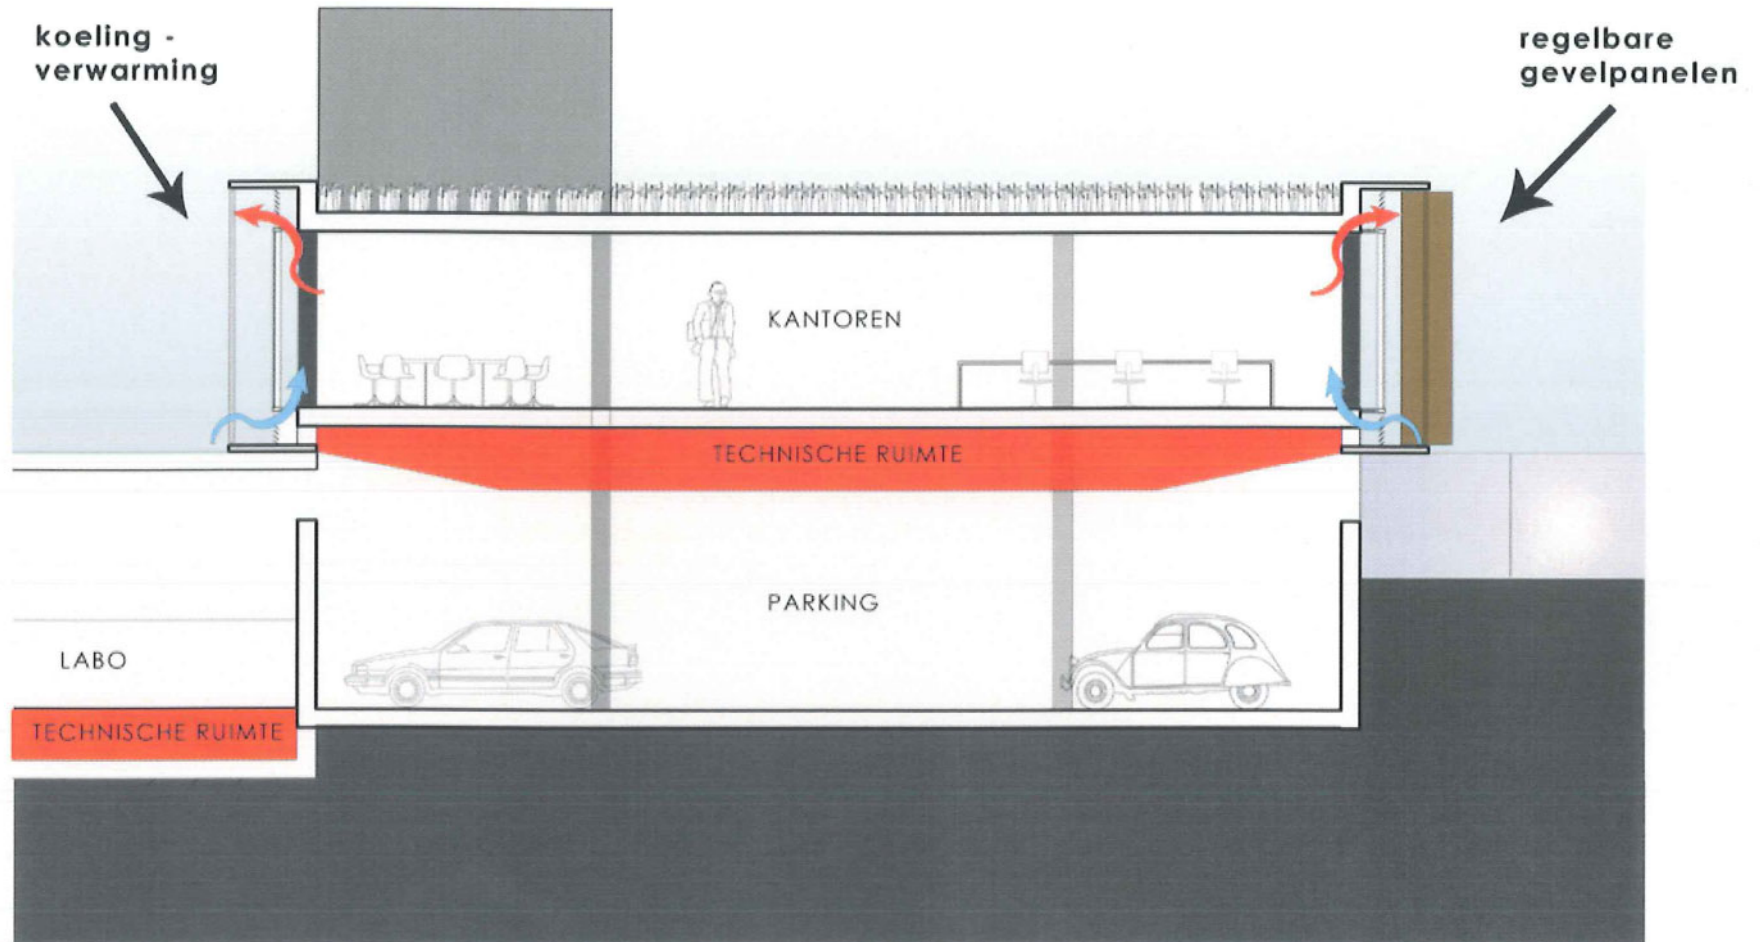 koeling -
verwarming
regelbare
gevelpanelen
KANTOREN
TECHNISCHE RUIMTE
PARKING
LABO
TECHNISCHE RUIMTE